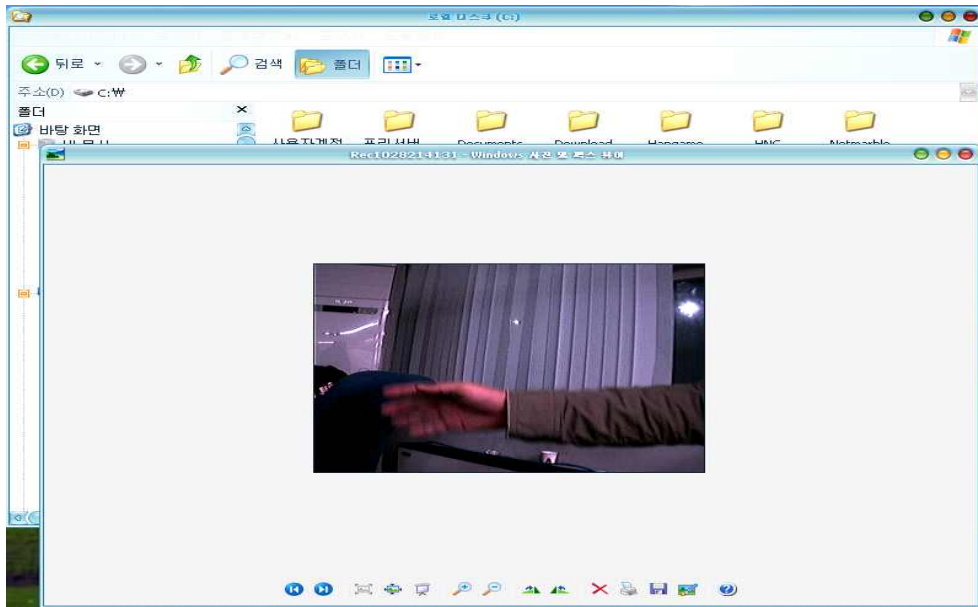 로컬 디스크 (C:)
뒤로 검색 폴더
주소(D) C:₩
폴더
바탕 화면
사용자계정 프리서버 Documents Download Hangame HNC Netmarble
Rec1028214131 - Windows 사진 및 팩스 뷰어